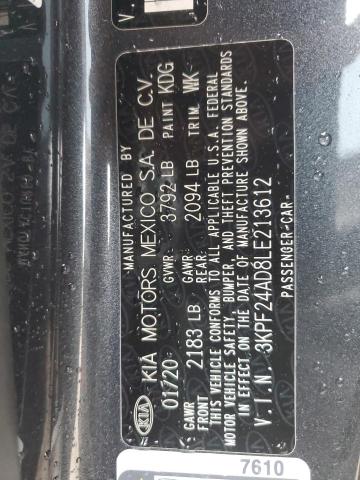 MANUFACTURED BY
KIA MOTORS MEXICO S.A. DE C.V.
01/20 GVWR 3792 LB PAINT KDG
GAWR FRONT 2183 LB GAWR REAR 2094 LB TRIM WK
THIS VEHICLE CONFORMS TO ALL APPLICABLE U.S.A. FEDERAL
MOTOR VEHICLE SAFETY, BUMPER, AND THEFT PREVENTION STANDARDS
IN EFFECT ON THE DATE OF MANUFACTURE SHOWN ABOVE.
V.I.N. 3KPF24AD8LE213612
PASSENGER-CAR
KIA
7610
V.